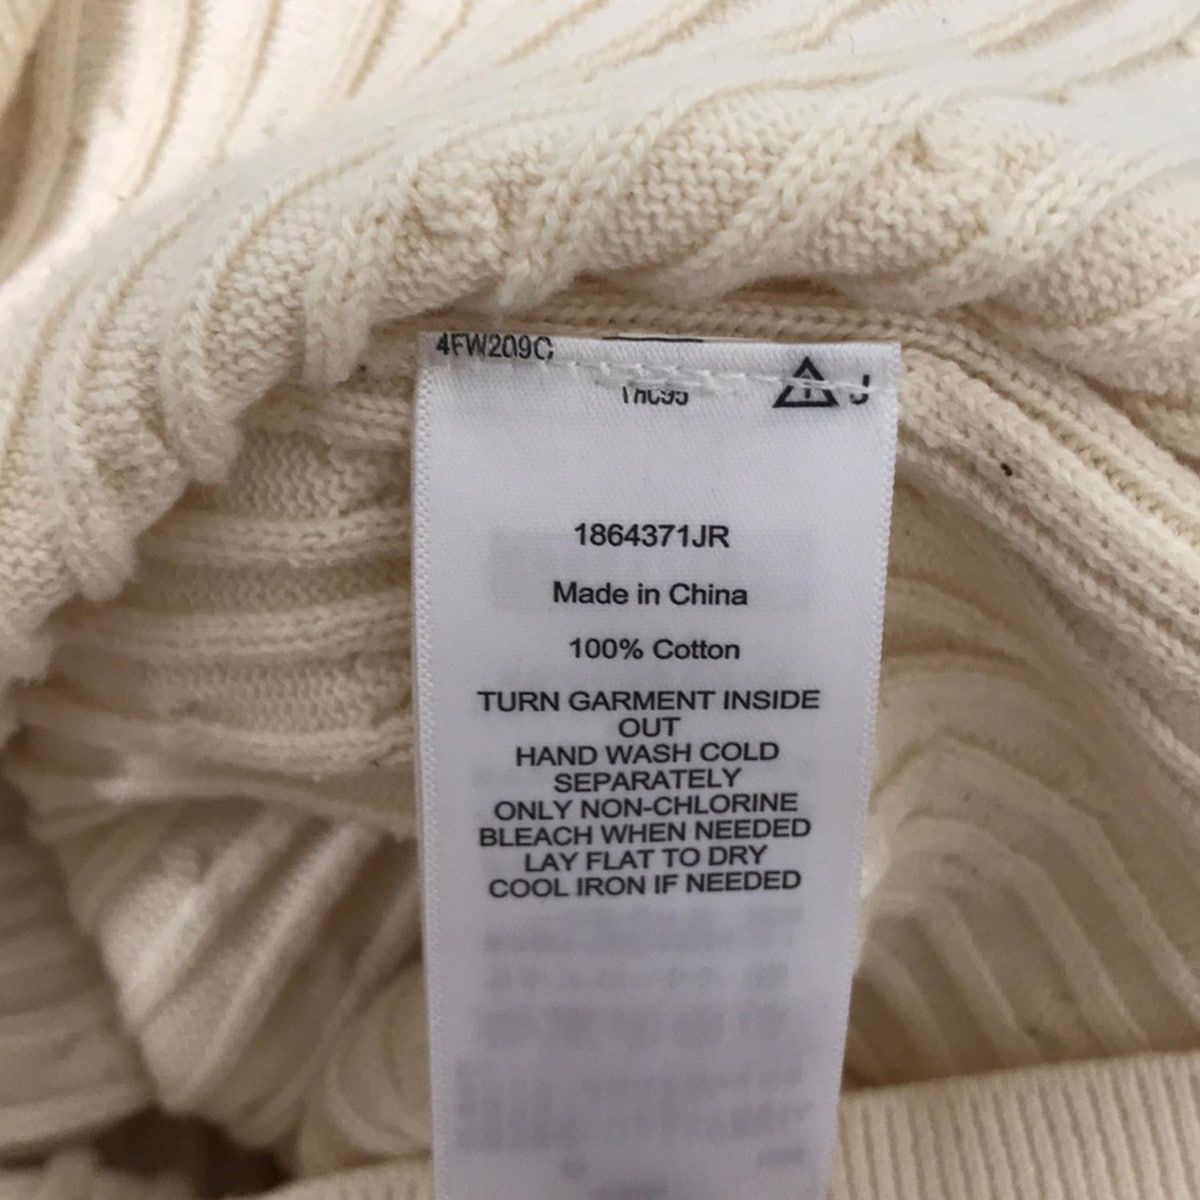 4FW209C
J
1864371JR
Made in China
100% Cotton
TURN GARMENT INSIDE
OUT
HAND WASH COLD
SEPARATELY
ONLY NON-CHLORINE
BLEACH WHEN NEEDED
LAY FLAT TO DRY
COOL IRON IF NEEDED